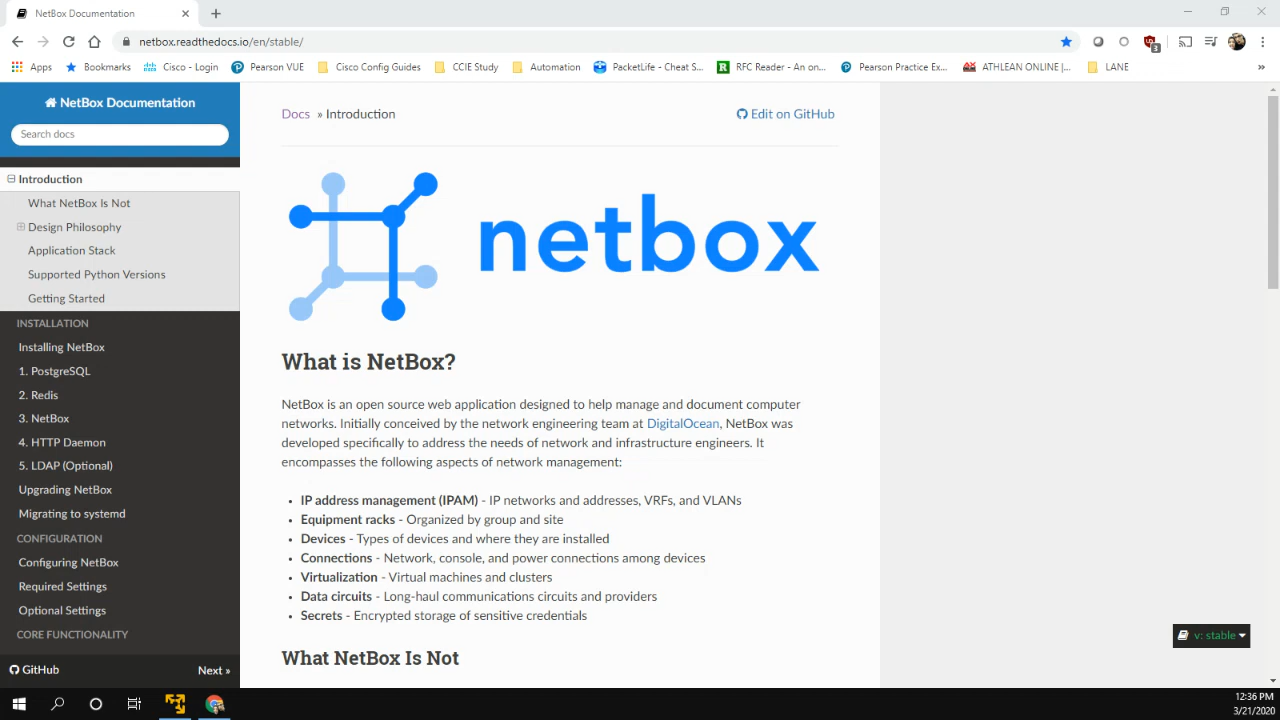 NetBox Documentation
netbox.readthedocs.io/en/stable/
3
Apps Bookmarks Cisco - Login Pearson VUE Cisco Config Guides CCIE Study Automation PacketLife - Cheat S... RFC Reader - An on... Pearson Practice Ex... ATHLEAN ONLINE |... LANE »
NetBox Documentation
Search docs
Introduction
What NetBox Is Not
Design Philosophy
Application Stack
Supported Python Versions
Getting Started
INSTALLATION
Installing NetBox
1. PostgreSQL
2. Redis
3. NetBox
4. HTTP Daemon
5. LDAP (Optional)
Upgrading NetBox
Migrating to systemd
CONFIGURATION
Configuring NetBox
Required Settings
Optional Settings
CORE FUNCTIONALITY
GitHub Next »
Docs » Introduction Edit on GitHub
netbox
What is NetBox?
NetBox is an open source web application designed to help manage and document computer
networks. Initially conceived by the network engineering team at DigitalOcean, NetBox was
developed specifically to address the needs of network and infrastructure engineers. It
encompasses the following aspects of network management:
• IP address management (IPAM) - IP networks and addresses, VRFs, and VLANs
• Equipment racks - Organized by group and site
• Devices - Types of devices and where they are installed
• Connections - Network, console, and power connections among devices
• Virtualization - Virtual machines and clusters
• Data circuits - Long-haul communications circuits and providers
• Secrets - Encrypted storage of sensitive credentials
What NetBox Is Not
v: stable
12:36 PM
3/21/2020